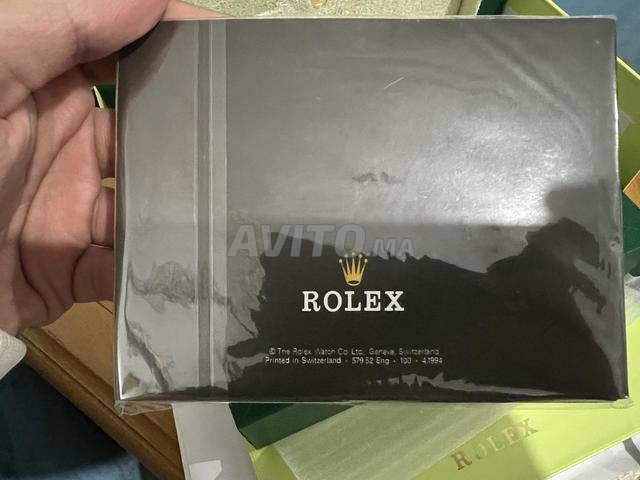 AVITO.MA
ROLEX
© The Rolex Watch Co Ltd., Geneva, Switzerland
Printed in Switzerland - 579.52 Eng - 100 - 4.1994
ROLEX